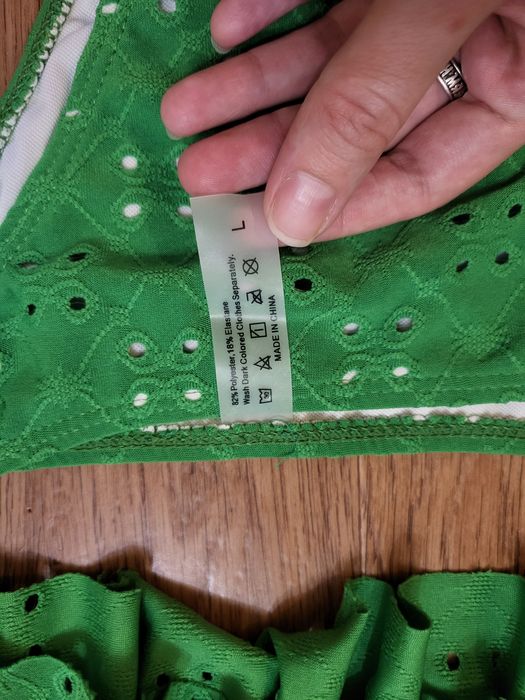 L
82% Polyester,18% Elastane
Wash Dark Colored Clothes Separately.
MADE IN CHINA